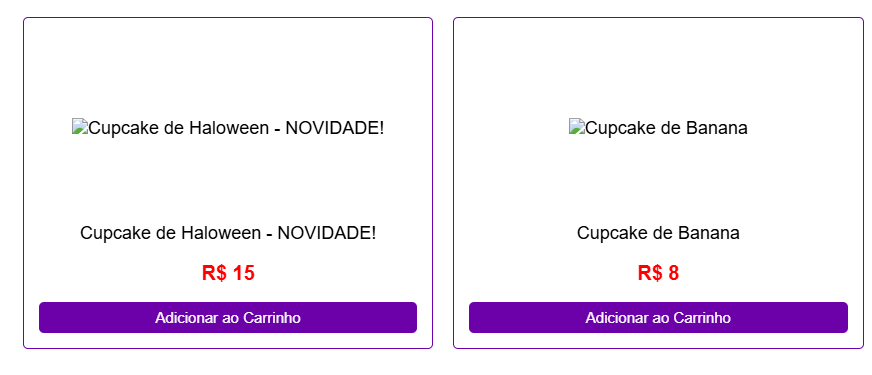 Cupcake de Haloween - NOVIDADE!
Cupcake de Haloween - NOVIDADE!
R$ 15
Adicionar ao Carrinho
Cupcake de Banana
Cupcake de Banana
R$ 8
Adicionar ao Carrinho